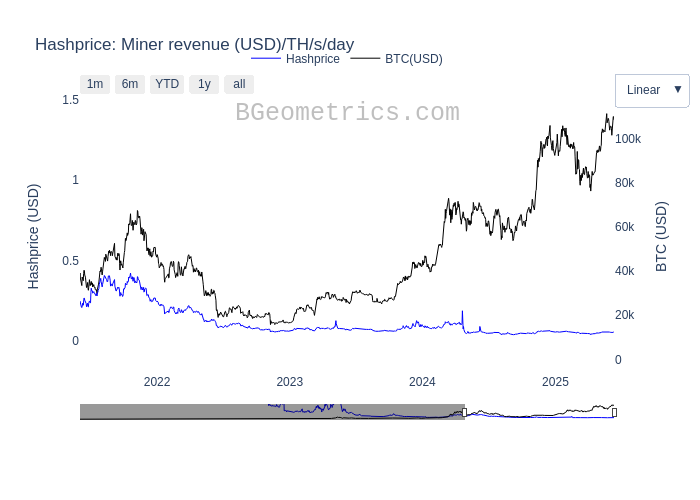 Hashprice: Miner revenue (USD)/TH/s/day
Hashprice BTC(USD)
1m 6m YTD 1y all
Linear ▼
BGeometrics.com
1.5
1
0.5
0
Hashprice (USD)
100k
80k
60k
40k
20k
0
BTC (USD)
2022 2023 2024 2025